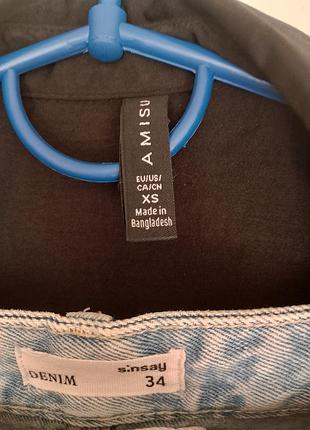 AMISU
EU/US/
CA/CN
XS
Made in
Bangladesh
DENIM
sinsay
34